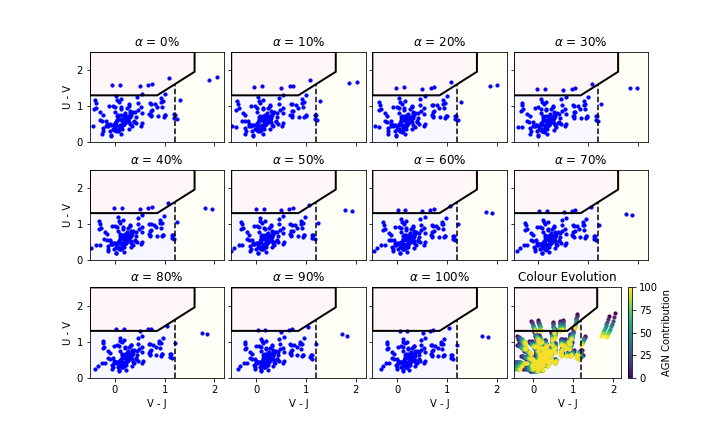 α = 0%
α = 10%
α = 20%
α = 30%
2
1
0
U - V
α = 40%
α = 50%
α = 60%
α = 70%
2
1
0
U - V
α = 80%
α = 90%
α = 100%
Colour Evolution
2
1
0
U - V
0 1 2
V - J
0 1 2
V - J
0 1 2
V - J
0 1 2
V - J
100
75
50
25
0
AGN Contribution